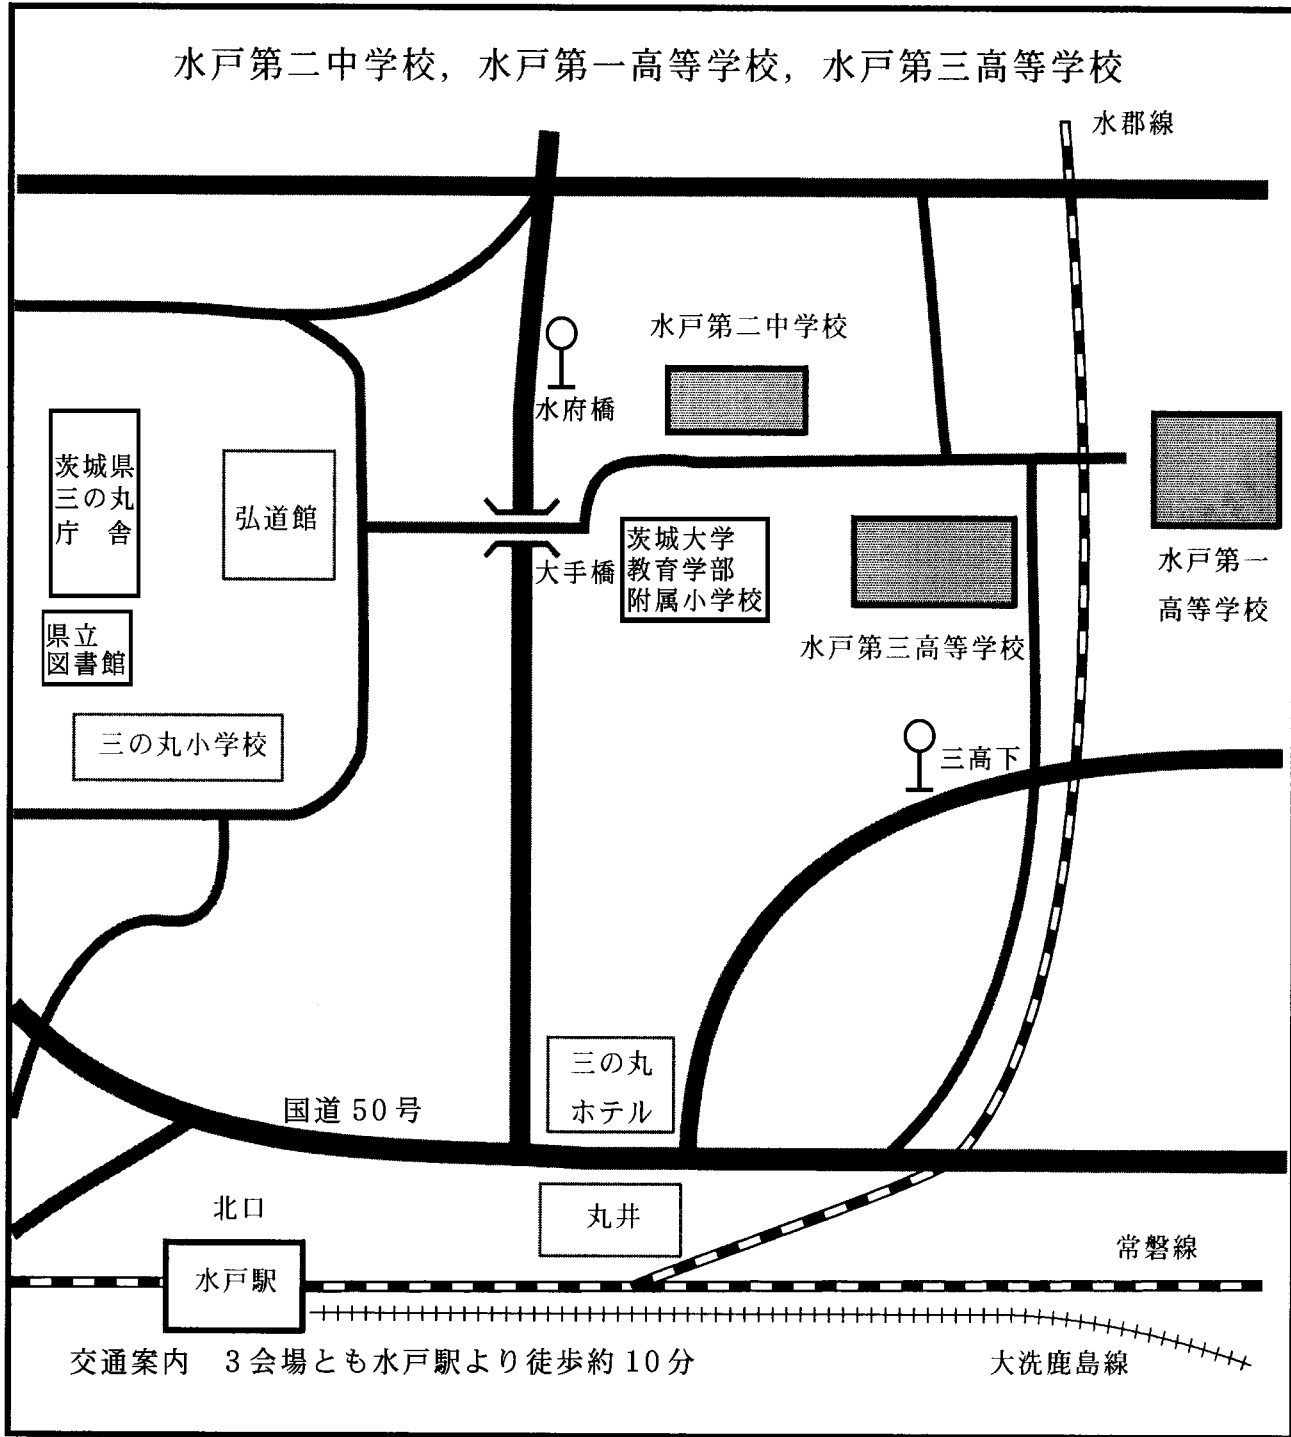 水戸第二中学校，水戸第一高等学校，水戸第三高等学校
水郡線
水戸第二中学校
水府橋
茨城県
三の丸
庁　舎
弘道館
大手橋
茨城大学
教育学部
附属小学校
水戸第一
高等学校
県立
図書館
水戸第三高等学校
三の丸小学校
三高下
三の丸
ホテル
国道50号
北口
丸井
常磐線
水戸駅
交通案内　3会場とも水戸駅より徒歩約10分
大洗鹿島線